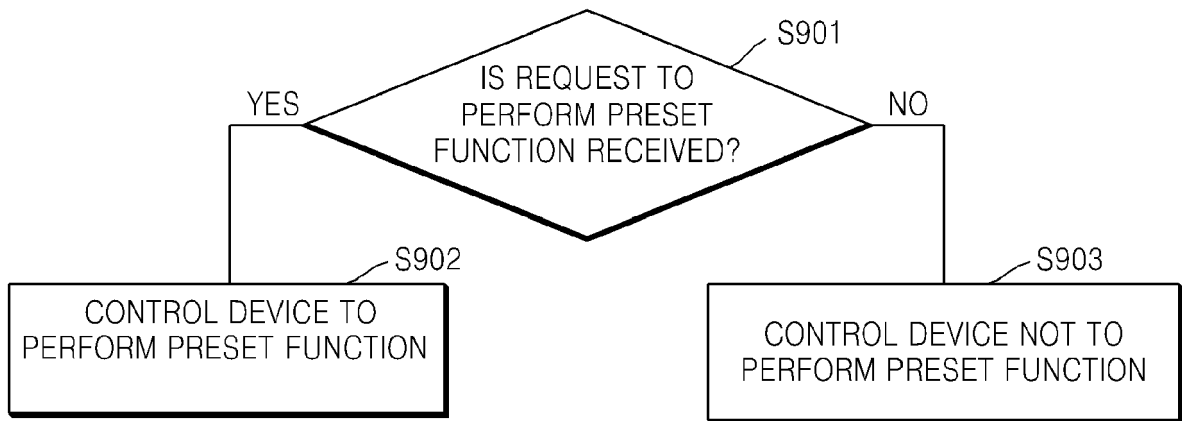 S901
IS REQUEST TO
PERFORM PRESET
FUNCTION RECEIVED?
YES
NO
S902
CONTROL DEVICE TO
PERFORM PRESET FUNCTION
S903
CONTROL DEVICE NOT TO
PERFORM PRESET FUNCTION